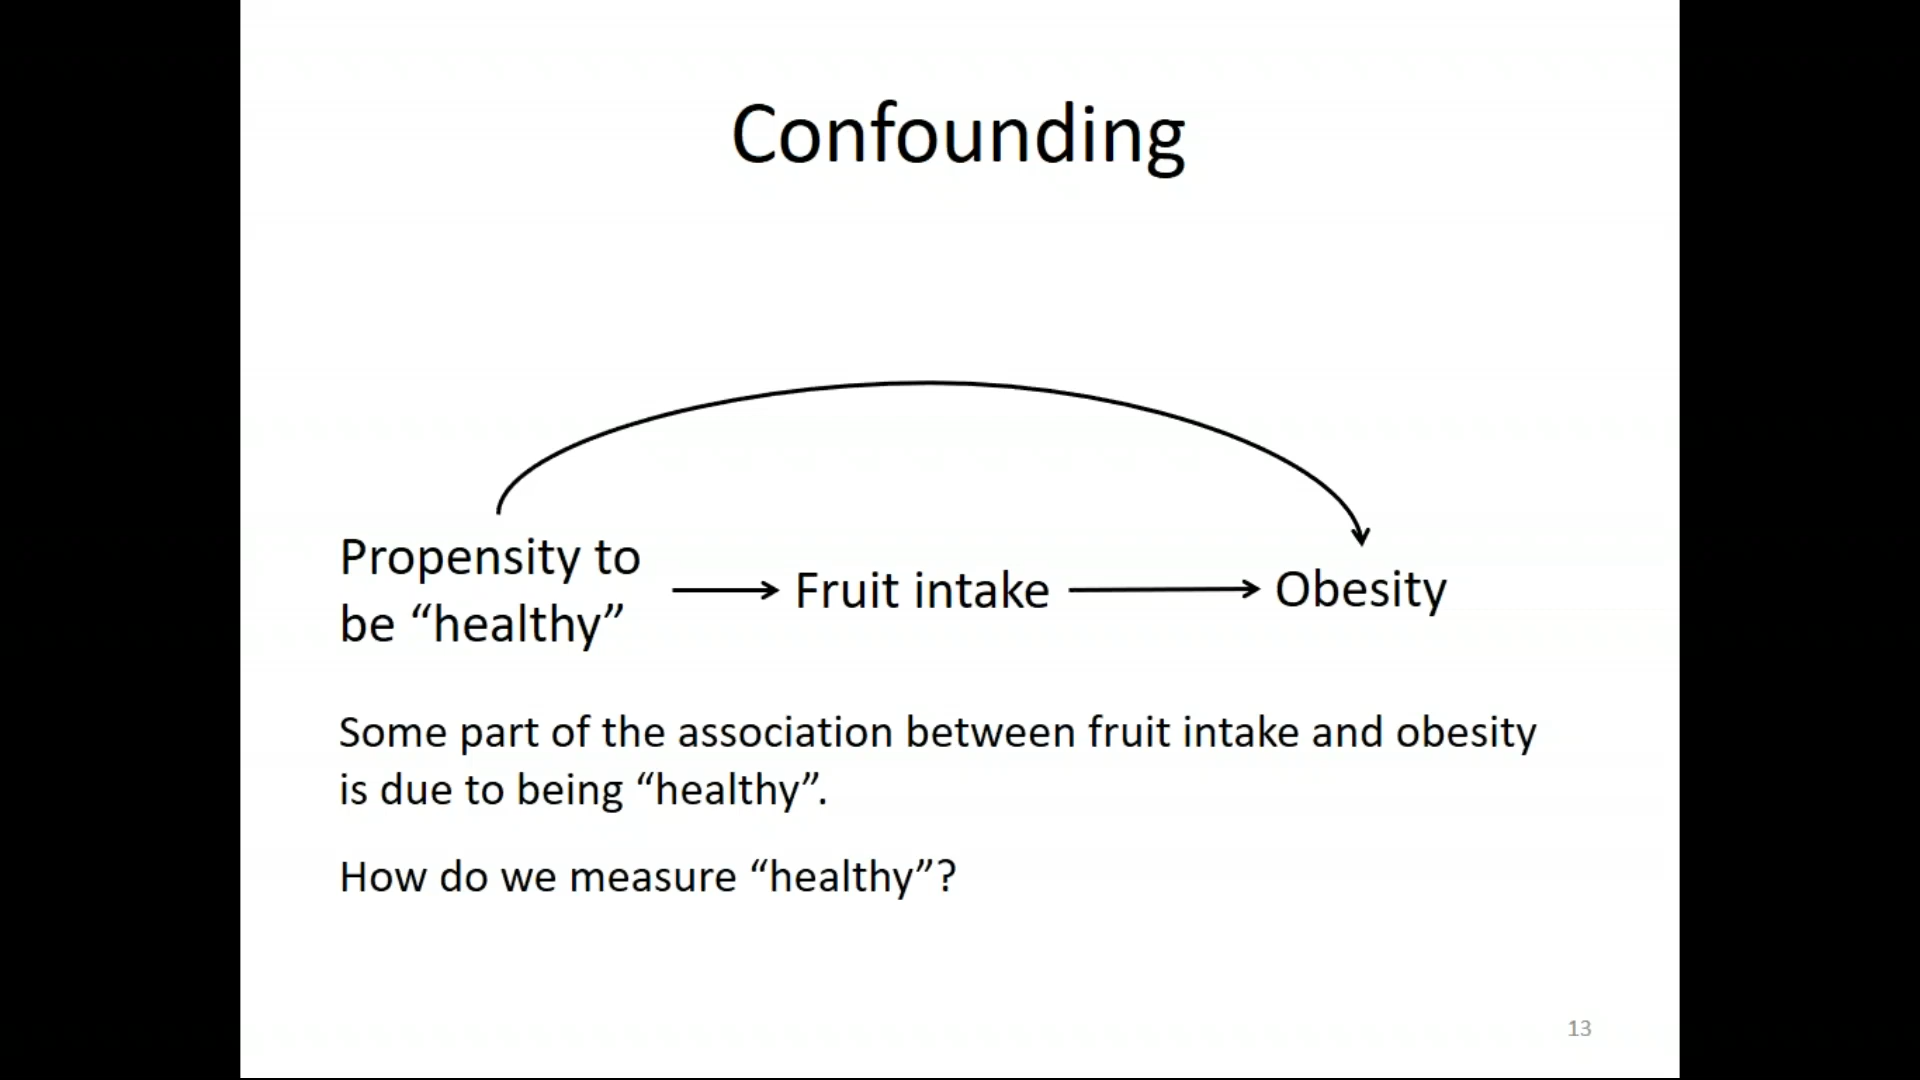 Confounding
Propensity to
be “healthy”
Fruit intake
Obesity
Some part of the association between fruit intake and obesity
is due to being “healthy”.
How do we measure “healthy”?
13